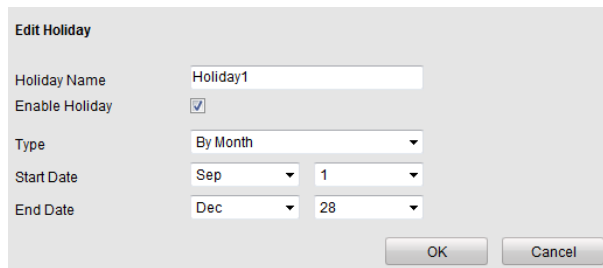 Edit Holiday
Holiday Name Holiday1
Enable Holiday
Type By Month
Start Date Sep 1
End Date Dec 28
OK Cancel